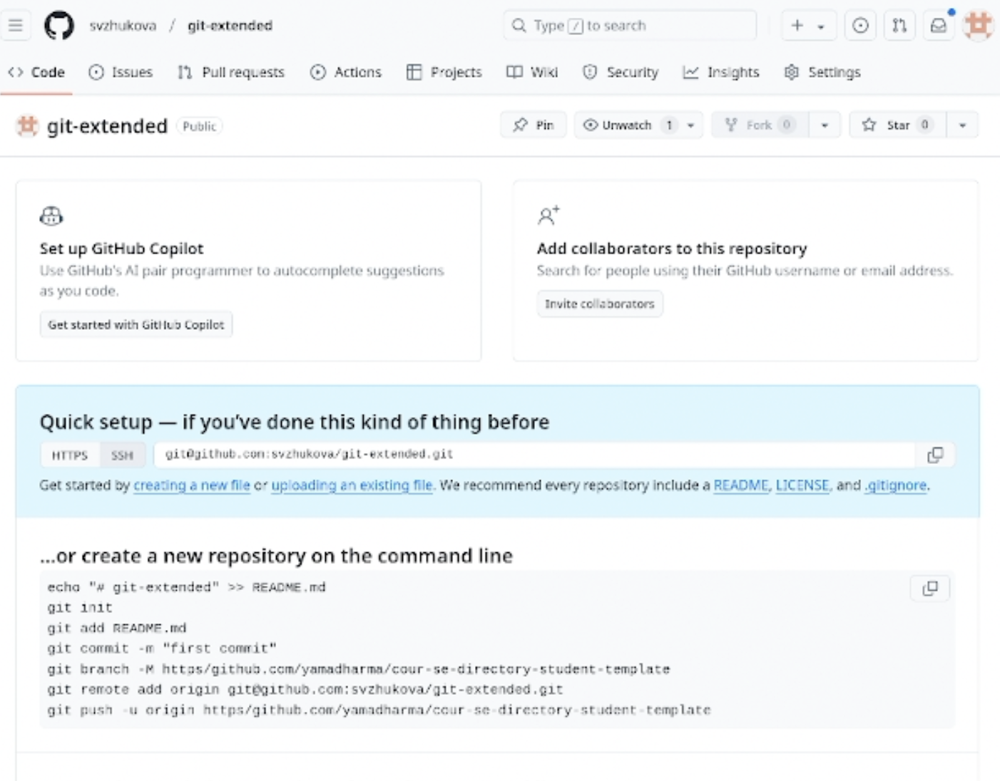 svzhukova / git-extended
Type / to search
Code Issues Pull requests Actions Projects Wiki Security Insights Settings
git-extended Public
Pin Unwatch 1 Fork 0 Star 0
Set up GitHub Copilot
Use GitHub's AI pair programmer to autocomplete suggestions
as you code.
Get started with GitHub Copilot
Add collaborators to this repository
Search for people using their GitHub username or email address.
Invite collaborators
Quick setup — if you've done this kind of thing before
HTTPS SSH git@github.com:svzhukova/git-extended.git
Get started by creating a new file or uploading an existing file. We recommend every repository include a README, LICENSE, and .gitignore.
...or create a new repository on the command line
echo "# git-extended" >> README.md
git init
git add README.md
git commit -m "first commit"
git branch -M https/github.com/yamadharma/cour-se-directory-student-template
git remote add origin git@github.com:svzhukova/git-extended.git
git push -u origin https/github.com/yamadharma/cour-se-directory-student-template